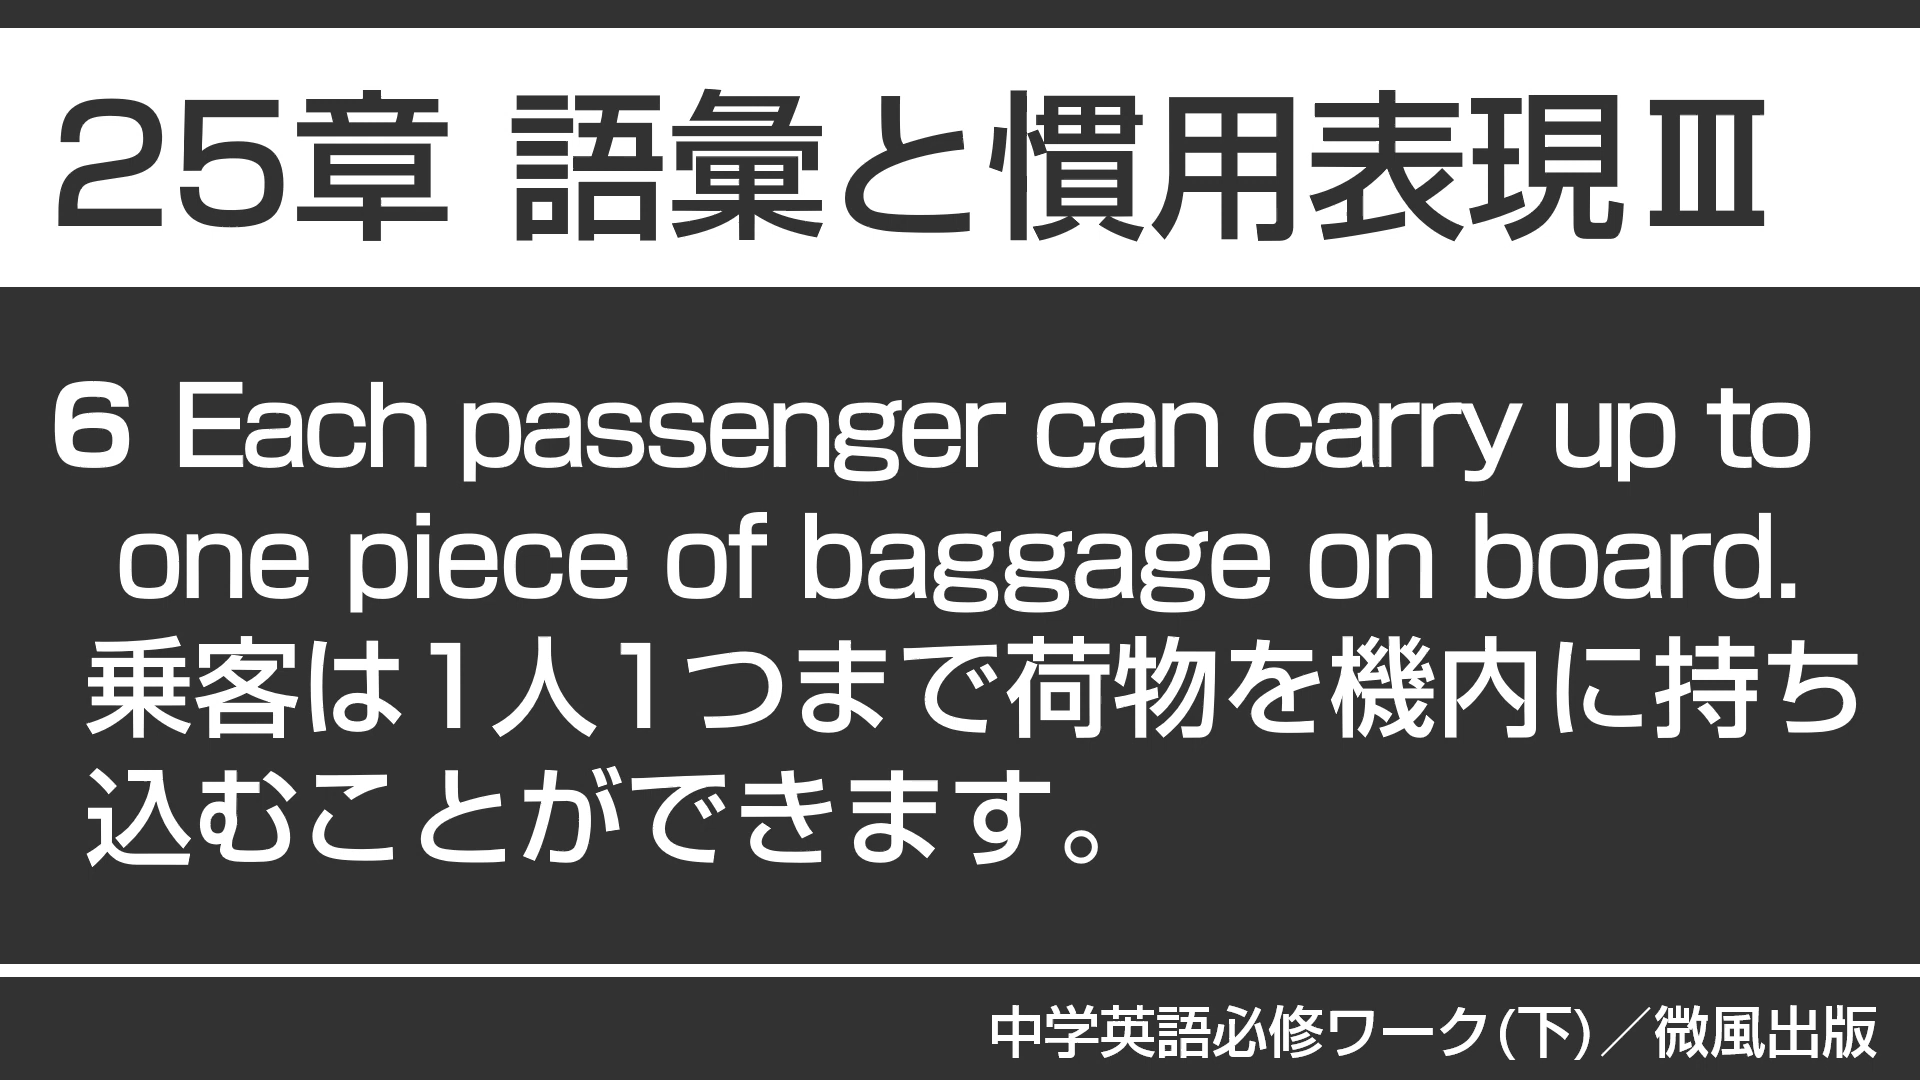 25章 語彙と慣用表現Ⅲ
6 Each passenger can carry up to
one piece of baggage on board.
乗客は1人1つまで荷物を機内に持ち
込むことができます。
中学英語必修ワーク(下)／微風出版